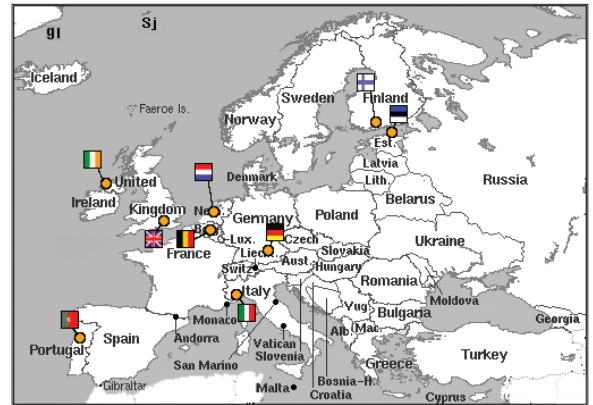 gl
Sj
Iceland
Faeroe Is.
Sweden
Finland
Norway
Est.
Latvia
Lith.
Denmark
Russia
United
Kingdom
Ireland
Ne
Be
Lux.
Germany
Poland
Belarus
Czech
Slovakia
Ukraine
France
Liech.
Switz
Aust.
Hungary
Italy
Romania
Moldova
Monaco
Yug
Bulgaria
Georgia
Andorra
San Marino
Vatican
Slovenia
Alb
(Mac.
Portugal
Spain
Greece
Turkey
Gibraltar
Malta
Bosnia-H.
Croatia
Cyprus